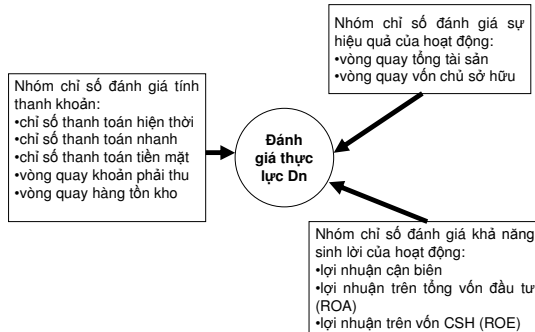 Nhóm chỉ số đánh giá sự
hiệu quả của hoạt động:
•vòng quay tổng tài sản
•vòng quay vốn chủ sở hữu
Nhóm chỉ số đánh giá tính
thanh khoản:
•chỉ số thanh toán hiện thời
•chỉ số thanh toán nhanh
•chỉ số thanh toán tiền mặt
•vòng quay khoản phải thu
•vòng quay hàng tồn kho
Đánh
giá thực
lực Dn
Nhóm chỉ số đánh giá khả năng
sinh lời của hoạt động:
•lợi nhuận cận biên
•lợi nhuận trên tổng vốn đầu tư
(ROA)
•lợi nhuận trên vốn CSH (ROE)